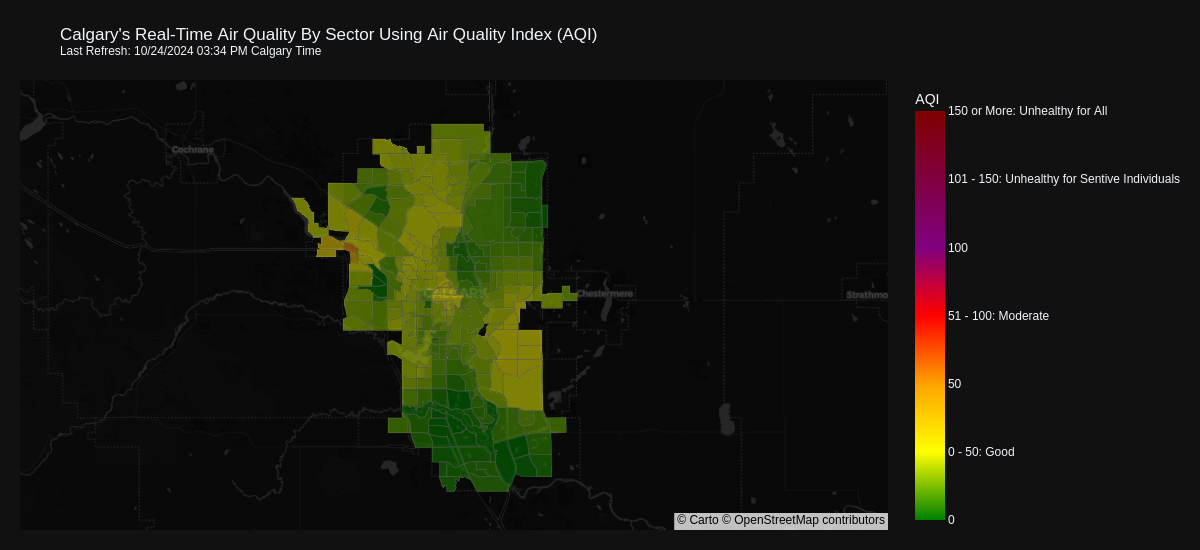 Calgary's Real-Time Air Quality By Sector Using Air Quality Index (AQI)
Last Refresh: 10/24/2024 03:34 PM Calgary Time
AQI
150 or More: Unhealthy for All
101 - 150: Unhealthy for Sentive Individuals
100
51 - 100: Moderate
50
0 - 50: Good
0
Cochrane
CALGARY
Chestermere
Strathmo
© Carto © OpenStreetMap contributors